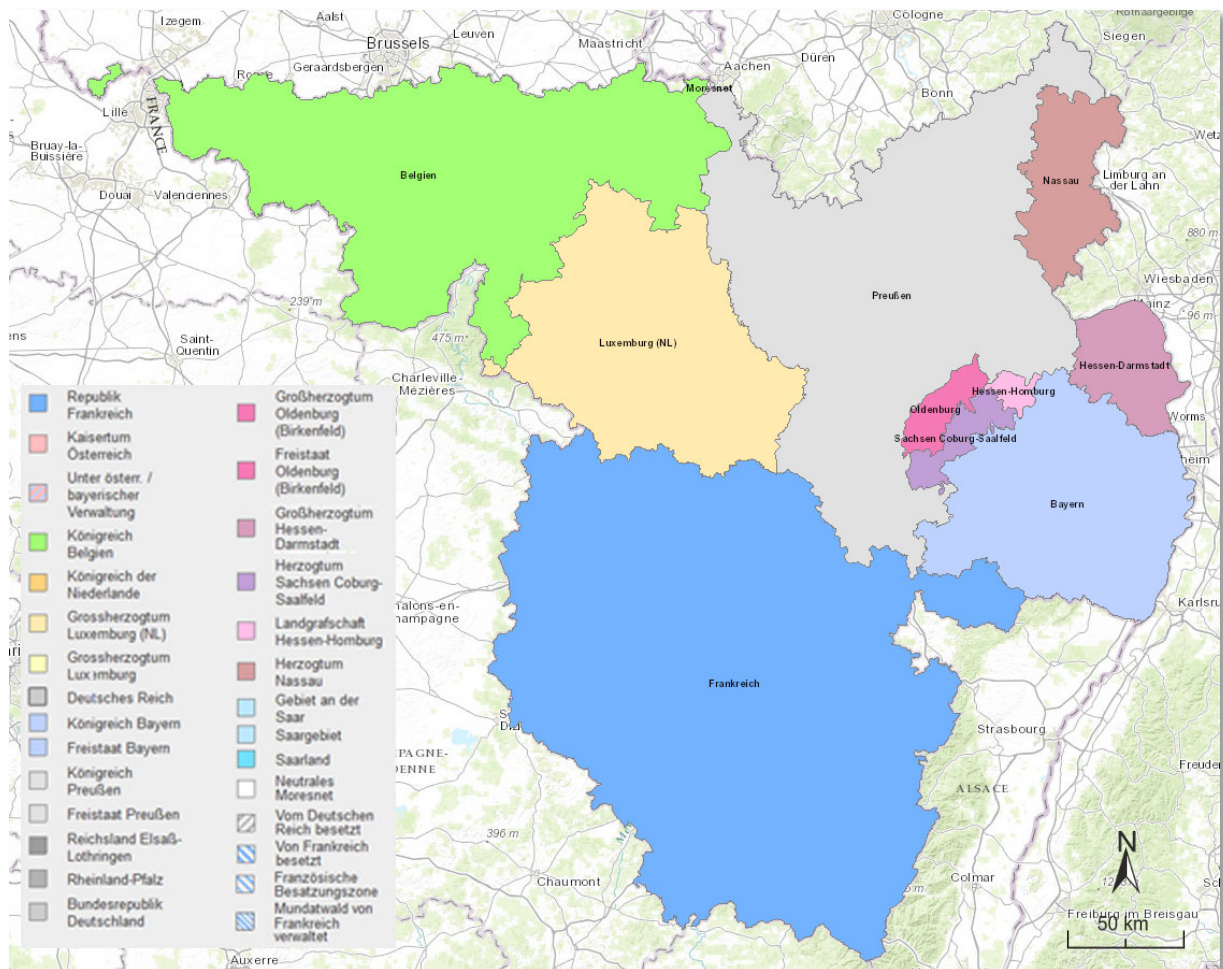 Izegem
Aalst
Cologne
Rothaargebirge
Siegen
Brussels
Leuven
Maastricht
Düren
Geraardsbergen
Aachen
Bonn
Moresnet
Lille
FRANCE
Bruay-la-
Buissière
Belgien
Nassau
Limburg an
der Lahn
Douai
Valenciennes
880 m
Wiesbaden
Mainz
Preußen
239 m
96 m
Saint-
Quentin
475 m
Luxemburg (NL)
Hessen-Darmstadt
Charleville-
Mézières
Hessen-Homburg
Oldenburg
Worms
Sachsen Coburg-Saalfeld
Bayern
Karlsru
Frankreich
Strasbourg
Freuden
ALSACE
396 m
Chaumont
Colmar
Freiburg im Breisgau
Auxerre
Republik
Frankreich
Kaisertum
Österreich
Unter österr. /
bayerischer
Verwaltung
Königreich
Belgien
Königreich der
Niederlande
Grossherzogtum
Luxemburg (NL)
Grossherzogtum
Luxemburg
Deutsches Reich
Königreich Bayern
Freistaat Bayern
Königreich
Preußen
Freistaat Preußen
Reichsland Elsaß-
Lothringen
Rheinland-Pfalz
Bundesrepublik
Deutschland
Großherzogtum
Oldenburg
(Birkenfeld)
Freistaat
Oldenburg
(Birkenfeld)
Großherzogtum
Hessen-
Darmstadt
Herzogtum
Sachsen Coburg-
Saalfeld
Landgrafschaft
Hessen-Homburg
Herzogtum
Nassau
Gebiet an der
Saar
Saargebiet
Saarland
Neutrales
Moresnet
Vom Deutschen
Reich besetzt
Von Frankreich
besetzt
Französische
Besatzungszone
Mundatwald von
Frankreich
verwaltet
N
50 km